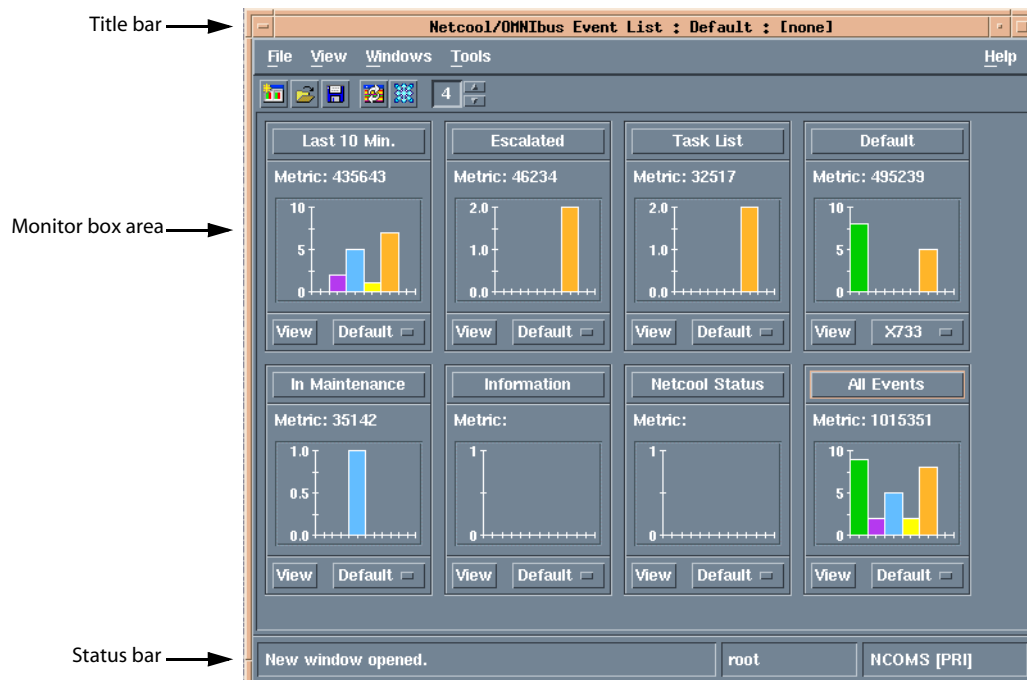 Title bar
Netcool/OMNIbus Event List : Default : [none]
File View Windows Tools Help
4
Last 10 Min. Escalated Task List Default
Metric: 435643 Metric: 46234 Metric: 32517 Metric: 495239
10 2.0 2.0 10
Monitor box area
5 1.0 1.0 5
0 0.0 0.0 0
View Default View Default View Default View X733
In Maintenance Information Netcool Status All Events
Metric: 35142 Metric: Metric: Metric: 1015351
1.0 1 1 10
0.5 5
0.0 0 0 0
View Default View Default View Default View Default
Status bar
New window opened. root NCOMS [PRI]